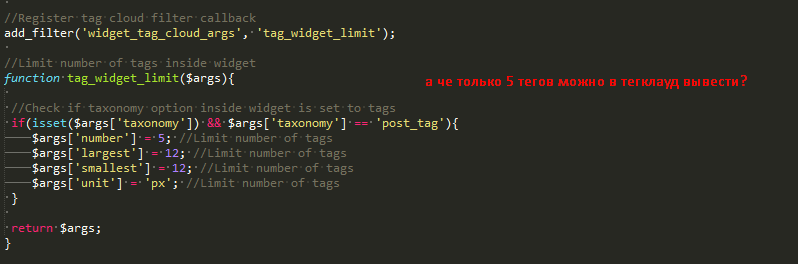 //Register tag cloud filter callback
add_filter('widget_tag_cloud_args', 'tag_widget_limit');
//Limit number of tags inside widget
function tag_widget_limit($args){
а че только 5 тегов можно в тегклауд вывести?
//Check if taxonomy option inside widget is set to tags
if(isset($args['taxonomy']) && $args['taxonomy'] == 'post_tag'){
$args['number'] = 5; //Limit number of tags
$args['largest'] = 12; //Limit number of tags
$args['smallest'] = 12; //Limit number of tags
$args['unit'] = 'px'; //Limit number of tags
}
return $args;
}